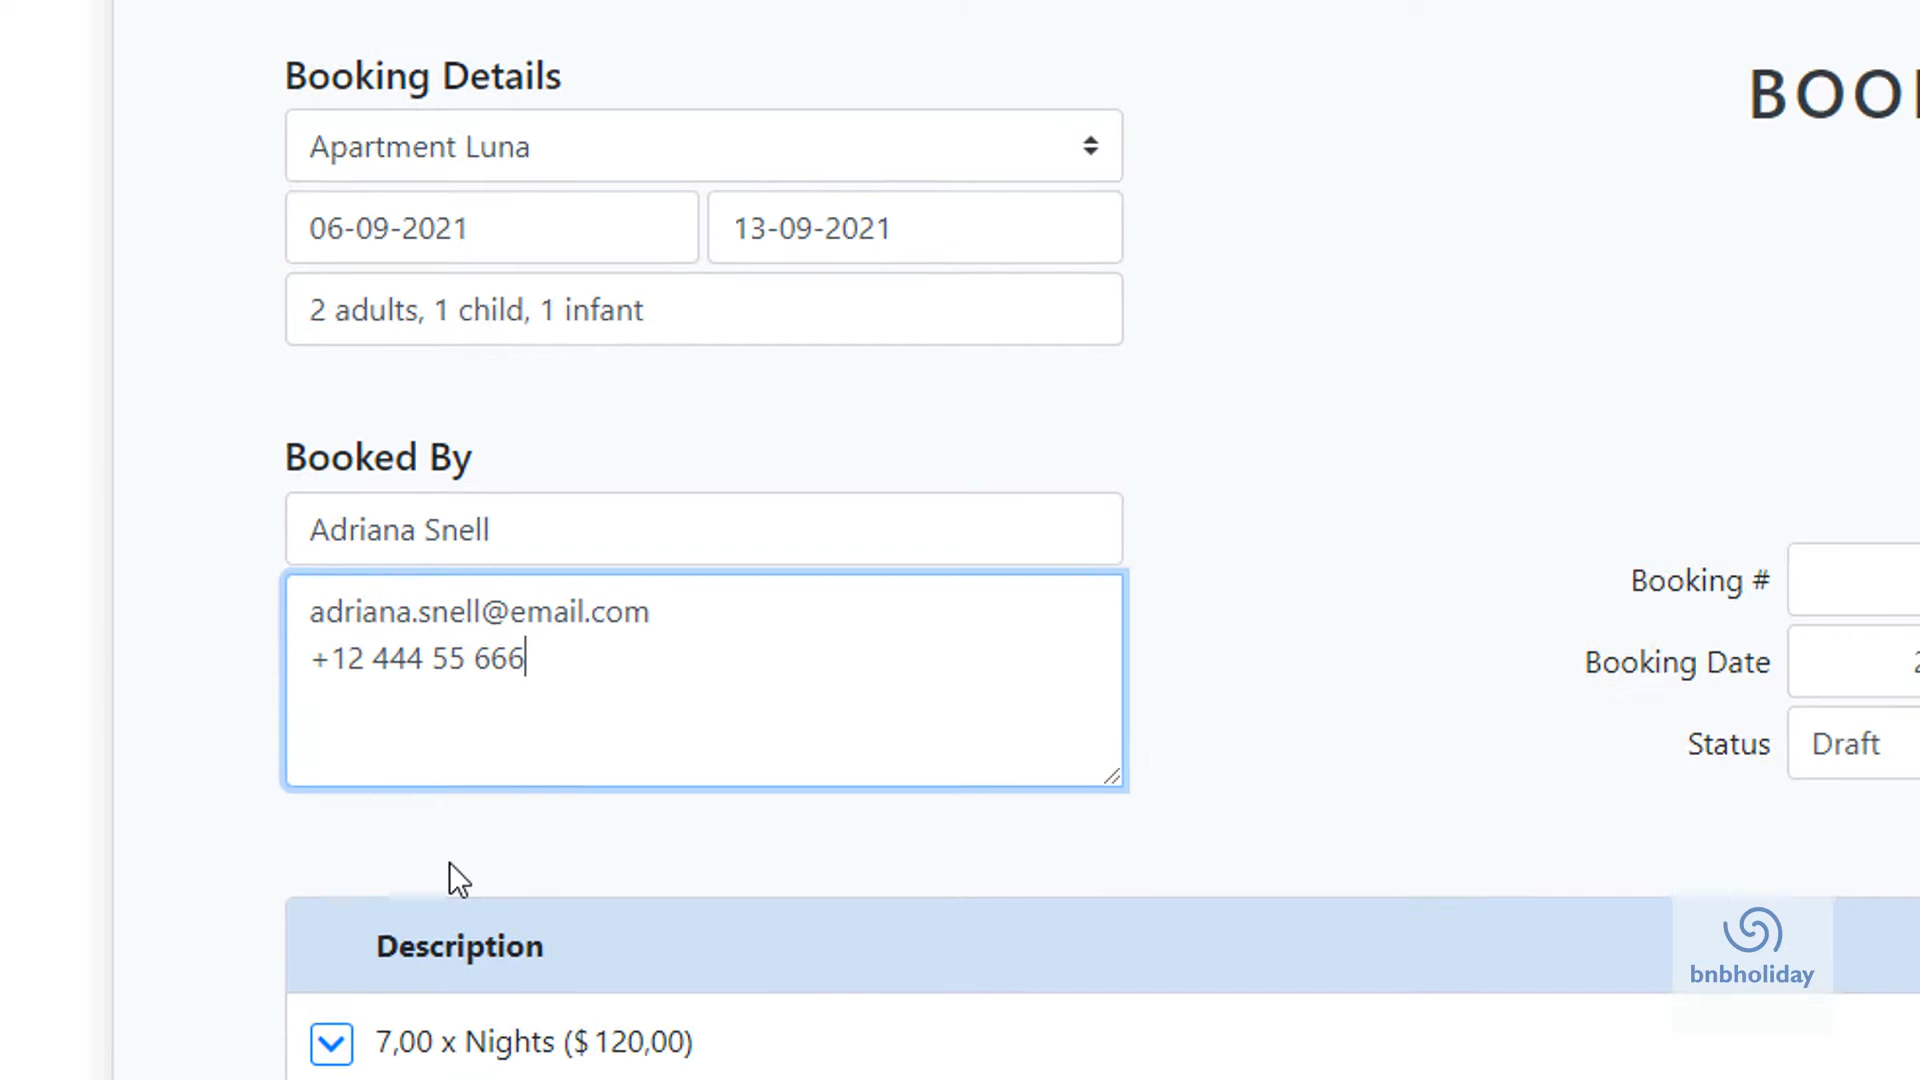 Booking Details
BOO
Apartment Luna
06-09-2021
13-09-2021
2 adults, 1 child, 1 infant
Booked By
Adriana Snell
adriana.snell@email.com
+12 444 55 666
Booking #
Booking Date
Status
Draft
Description
bnbholiday
7,00 x Nights ($ 120,00)